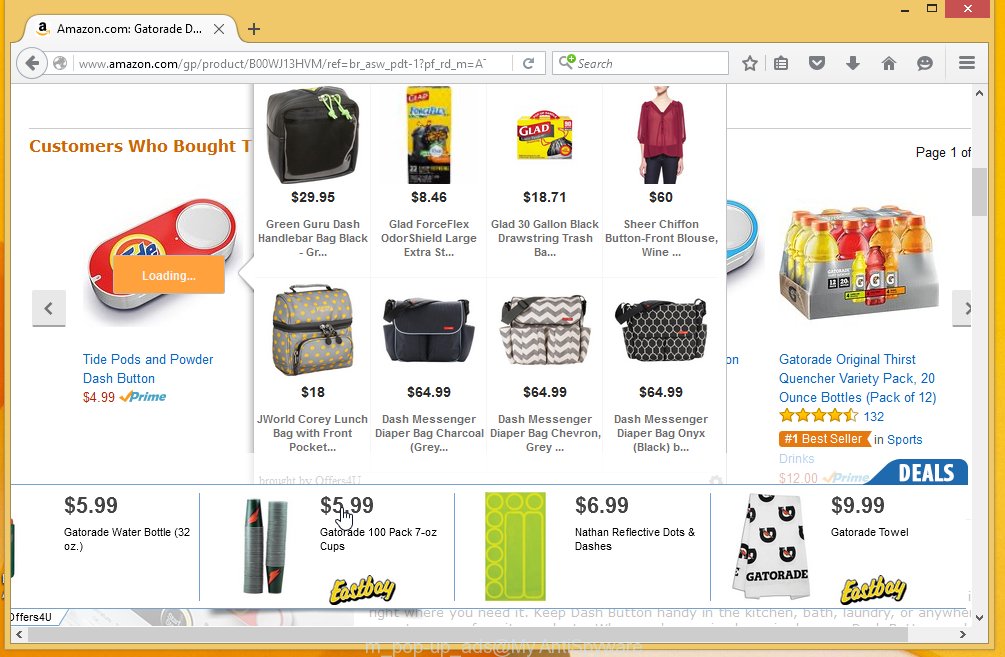 Amazon.com: Gatorade D...
www.amazon.com/gp/product/B00WJ13HVM/ref=br_asw_pdt-1?pf_rd_m=A
Search
Customers Who Bought T
Page 1 of
$29.95
Green Guru Dash
Handlebar Bag Black
- Gr...
$8.46
Glad ForceFlex
OdorShield Large
Extra St...
$18.71
Glad 30 Gallon Black
Drawstring Trash
Ba...
$60
Sheer Chiffon
Button-Front Blouse,
Wine ...
$18
JWorld Corey Lunch
Bag with Front
Pocket...
$64.99
Dash Messenger
Diaper Bag Charcoal
(Grey...
$64.99
Dash Messenger
Diaper Bag Chevron,
Grey ...
$64.99
Dash Messenger
Diaper Bag Onyx
(Black) b...
brought by Offers4U
Loading...
Tide
Tide Pods and Powder
Dash Button
$4.99 Prime
on
Gatorade Original Thirst
Quencher Variety Pack, 20
Ounce Bottles (Pack of 12)
132
#1 Best Seller in Sports
Drinks
$12.00 Prime
DEALS
$5.99
Gatorade Water Bottle (32
oz.)
$5.99
Gatorade 100 Pack 7-oz
Cups
Eastbay
$6.99
Nathan Reflective Dots &
Dashes
$9.99
Gatorade Towel
GATORADE
Eastbay
Offers4U
right where you need it. Keep Dash Button handy in the kitchen, bath, laundry, or anywhere
m_pop-up_ads@MyAntiSpyware